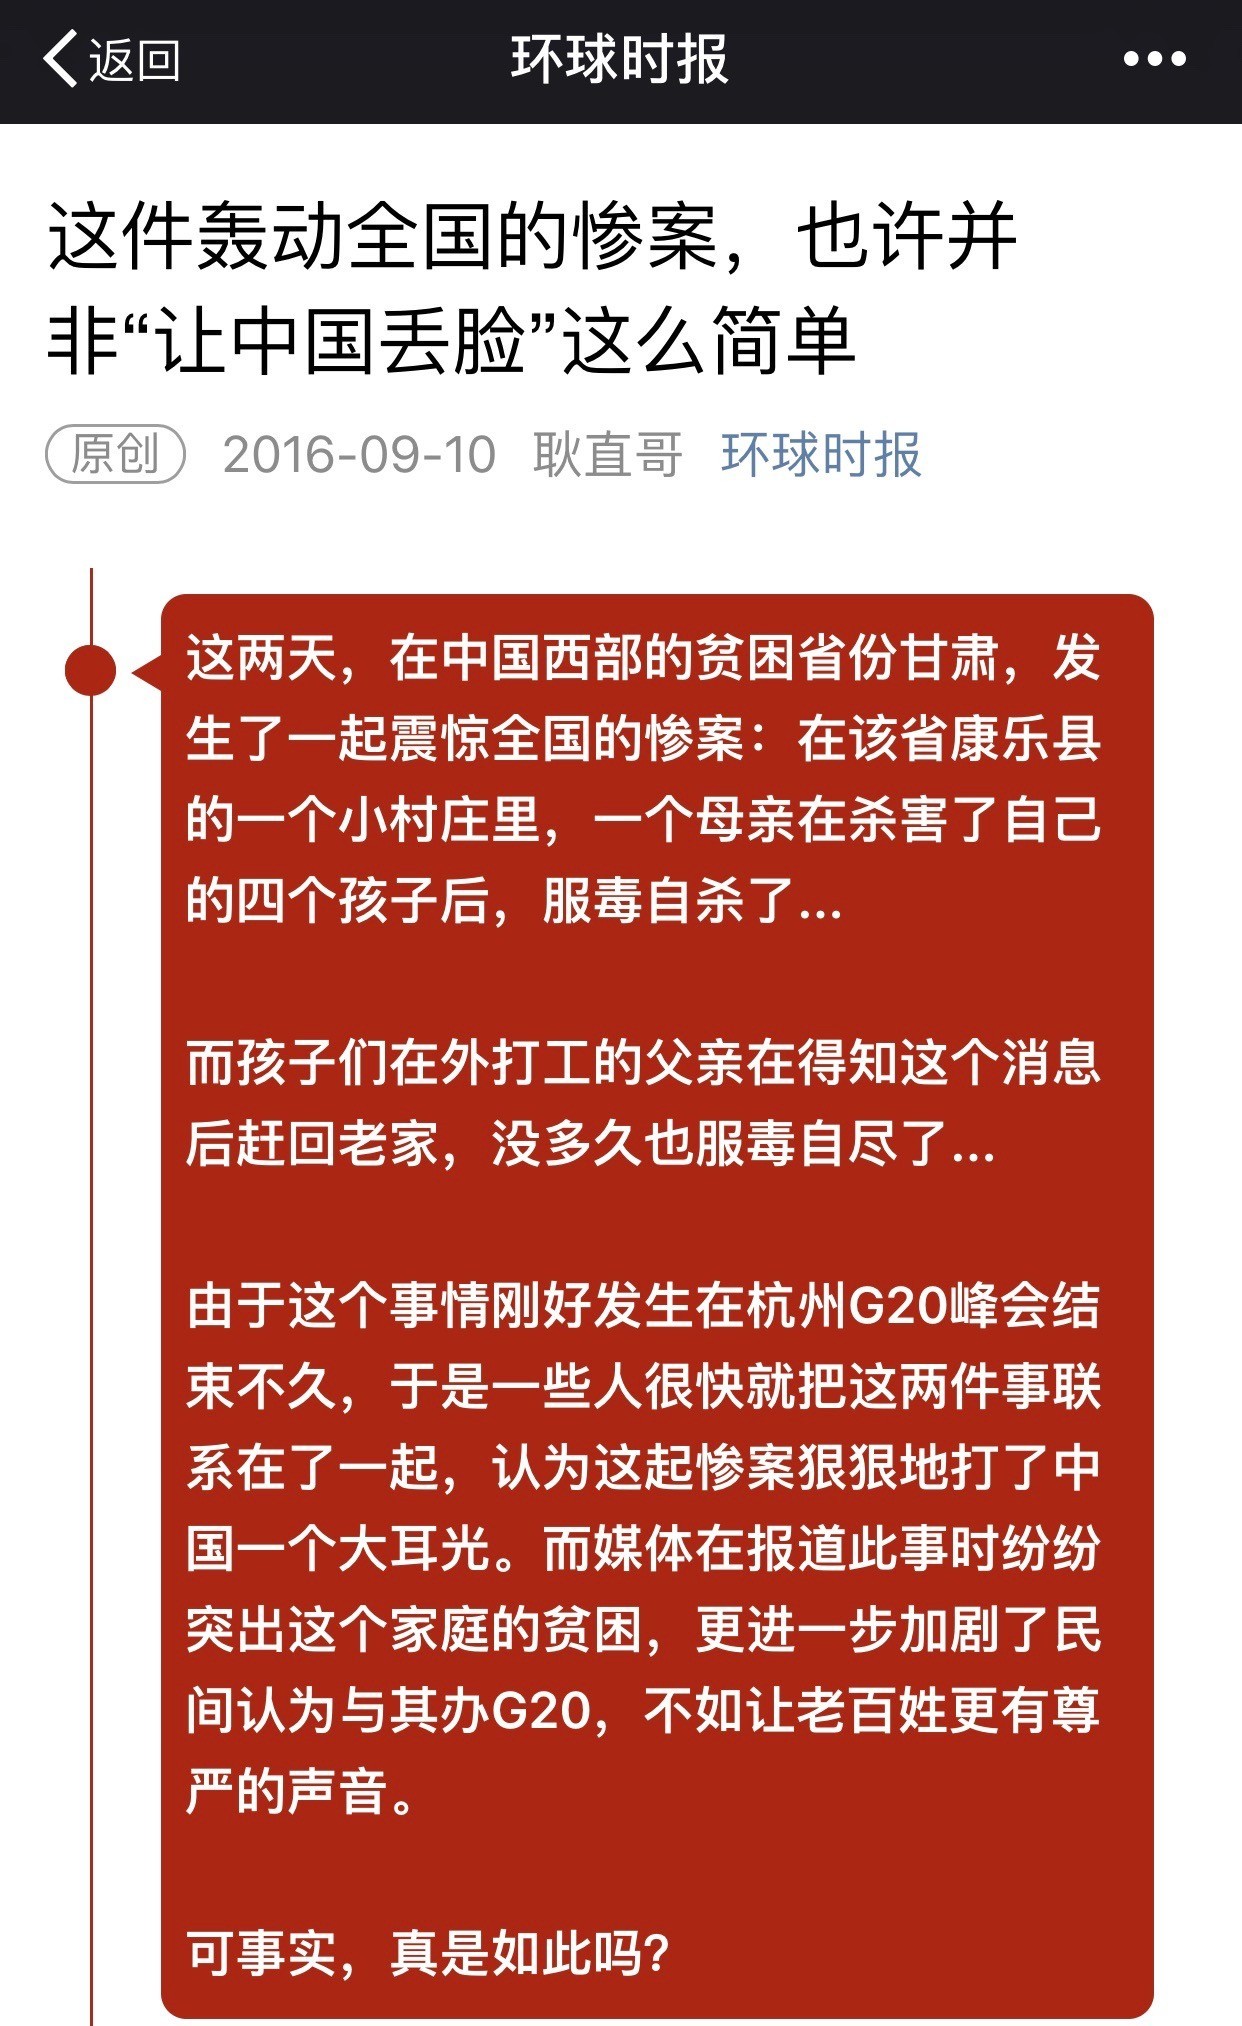 返回
环球时报
这件轰动全国的惨案，也许并
非“让中国丢脸”这么简单
原创 2016-09-10 耿直哥 环球时报
这两天，在中国西部的贫困省份甘肃，发
生了一起震惊全国的惨案：在该省康乐县
的一个小村庄里，一个母亲在杀害了自己
的四个孩子后，服毒自杀了...
而孩子们在外打工的父亲在得知这个消息
后赶回老家，没多久也服毒自尽了...
由于这个事情刚好发生在杭州G20峰会结
束不久，于是一些人很快就把这两件事联
系在了一起，认为这起惨案狠狠地打了中
国一个大耳光。而媒体在报道此事时纷纷
突出这个家庭的贫困，更进一步加剧了民
间认为与其办G20，不如让老百姓更有尊
严的声音。
可事实，真是如此吗?